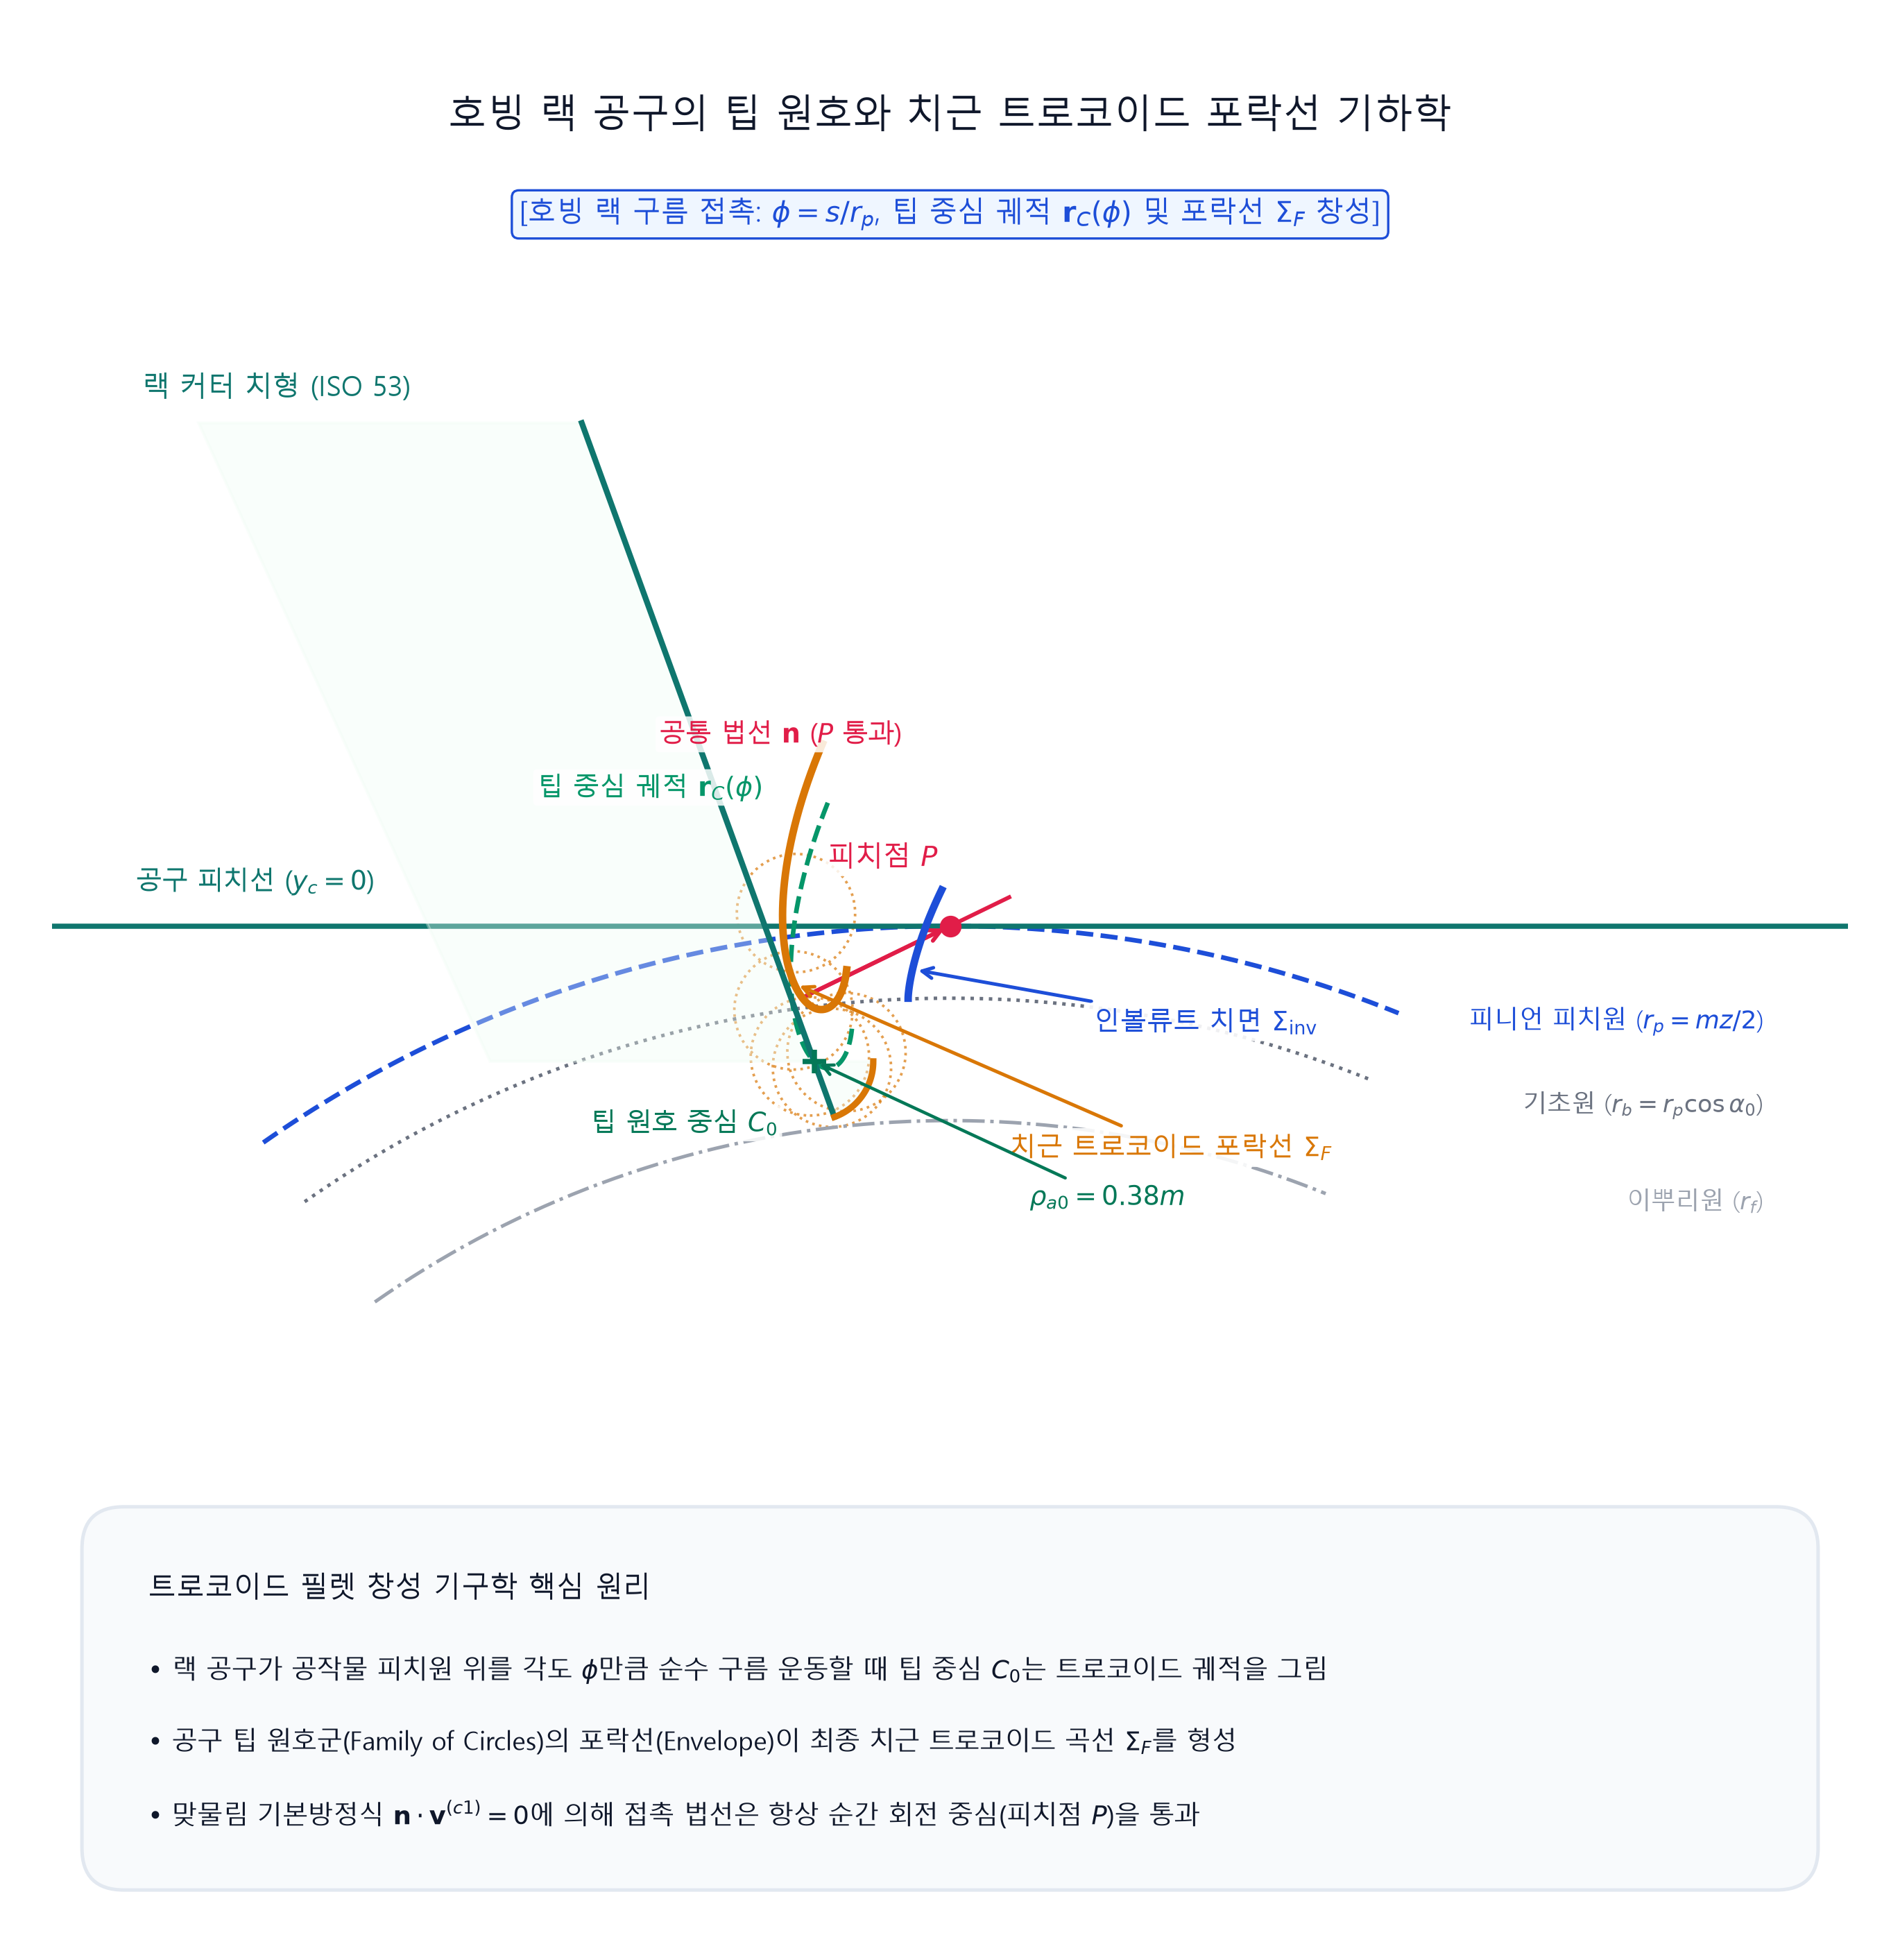 호빙 랙 공구의 팁 원호와 치근 트로코이드 포락선 기하학
[호빙 랙 구름 접촉: ϕ = s/r_p, 팁 중심 궤적 r_C(ϕ) 및 포락선 Σ_F 창성]
랙 커터 치형 (ISO 53)
공통 법선 n (P 통과)
팁 중심 궤적 r_C(ϕ)
피치점 P
공구 피치선 (y_c = 0)
인볼류트 치면 Σ_inv
피니언 피치원 (r_p = mz/2)
기초원 (r_b = r_p cos α_0)
팁 원호 중심 C_0
치근 트로코이드 포락선 Σ_F
ρ_a0 = 0.38m
이뿌리원 (r_f)
트로코이드 필렛 창성 기구학 핵심 원리
• 랙 공구가 공작물 피치원 위를 각도 ϕ만큼 순수 구름 운동할 때 팁 중심 C_0는 트로코이드 궤적을 그림
• 공구 팁 원호군(Family of Circles)의 포락선(Envelope)이 최종 치근 트로코이드 곡선 Σ_F를 형성
• 맞물림 기본방정식 n · v^(c1) = 0에 의해 접촉 법선은 항상 순간 회전 중심(피치점 P)을 통과